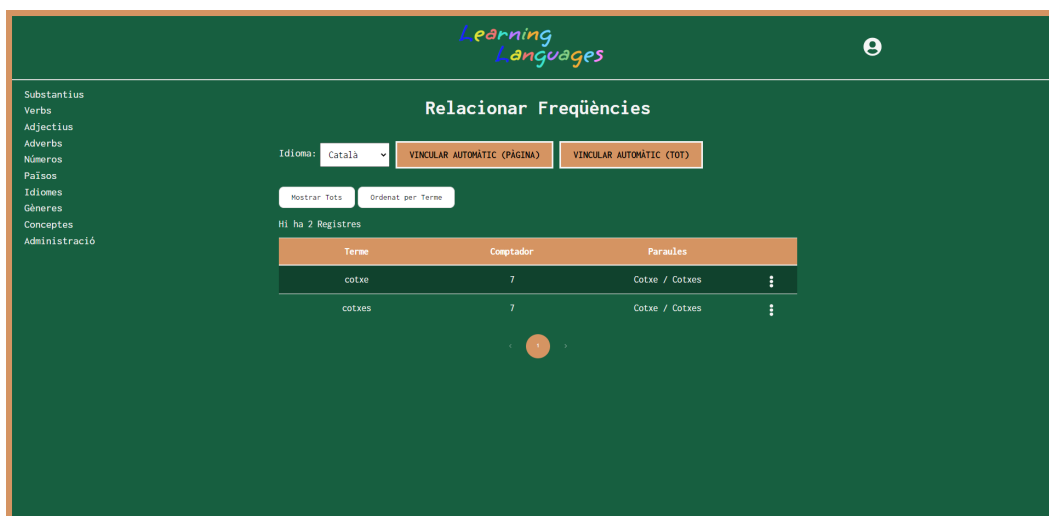 Learning
Languages
Substantius
Verbs
Adjectius
Adverbs
Números
Països
Idiomes
Gèneres
Conceptes
Administració
Relacionar Freqüències
Idioma: Català VINCULAR AUTOMÀTIC (PÀGINA) VINCULAR AUTOMÀTIC (TOT)
Mostrar Tots Ordenat per Terme
Hi ha 2 Registres
Terme Comptador Paraules
cotxe 7 Cotxe / Cotxes
cotxes 7 Cotxe / Cotxes
‹ 1 ›